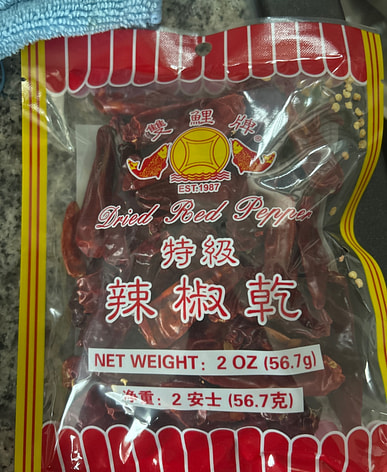 雙鯉牌
EST.1987
Dried Red Pepper
特級
辣椒乾
NET WEIGHT: 2 OZ (56.7g)
净重: 2 安士 (56.7克)